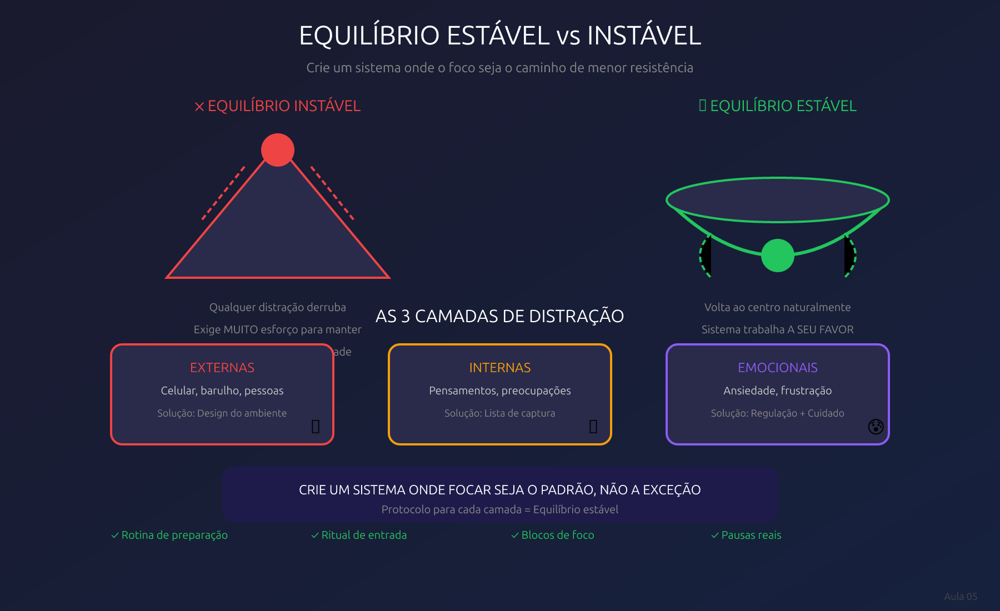 EQUILÍBRIO ESTÁVEL vs INSTÁVEL
Crie um sistema onde o foco seja o caminho de menor resistência
× EQUILÍBRIO INSTÁVEL
EQUILÍBRIO ESTÁVEL
Qualquer distração derruba
Exige MUITO esforço para manter
Volta ao centro naturalmente
Sistema trabalha A SEU FAVOR
AS 3 CAMADAS DE DISTRAÇÃO
EXTERNAS
Celular, barulho, pessoas
Solução: Design do ambiente
INTERNAS
Pensamentos, preocupações
Solução: Lista de captura
EMOCIONAIS
Ansiedade, frustração
Solução: Regulação + Cuidado
CRIE UM SISTEMA ONDE FOCAR SEJA O PADRÃO, NÃO A EXCEÇÃO
Protocolo para cada camada = Equilíbrio estável
✓ Rotina de preparação
✓ Ritual de entrada
✓ Blocos de foco
✓ Pausas reais
Aula 05